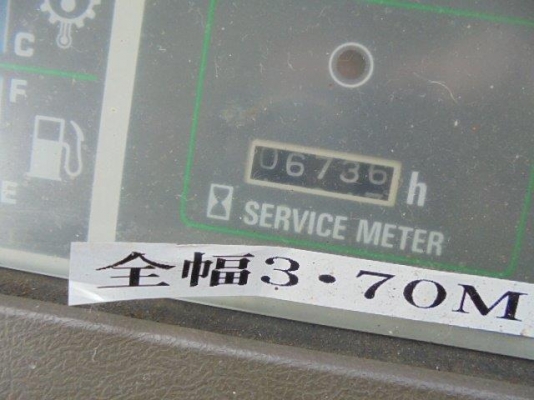 C
F
E
06736 h
SERVICE METER
全幅3・70M